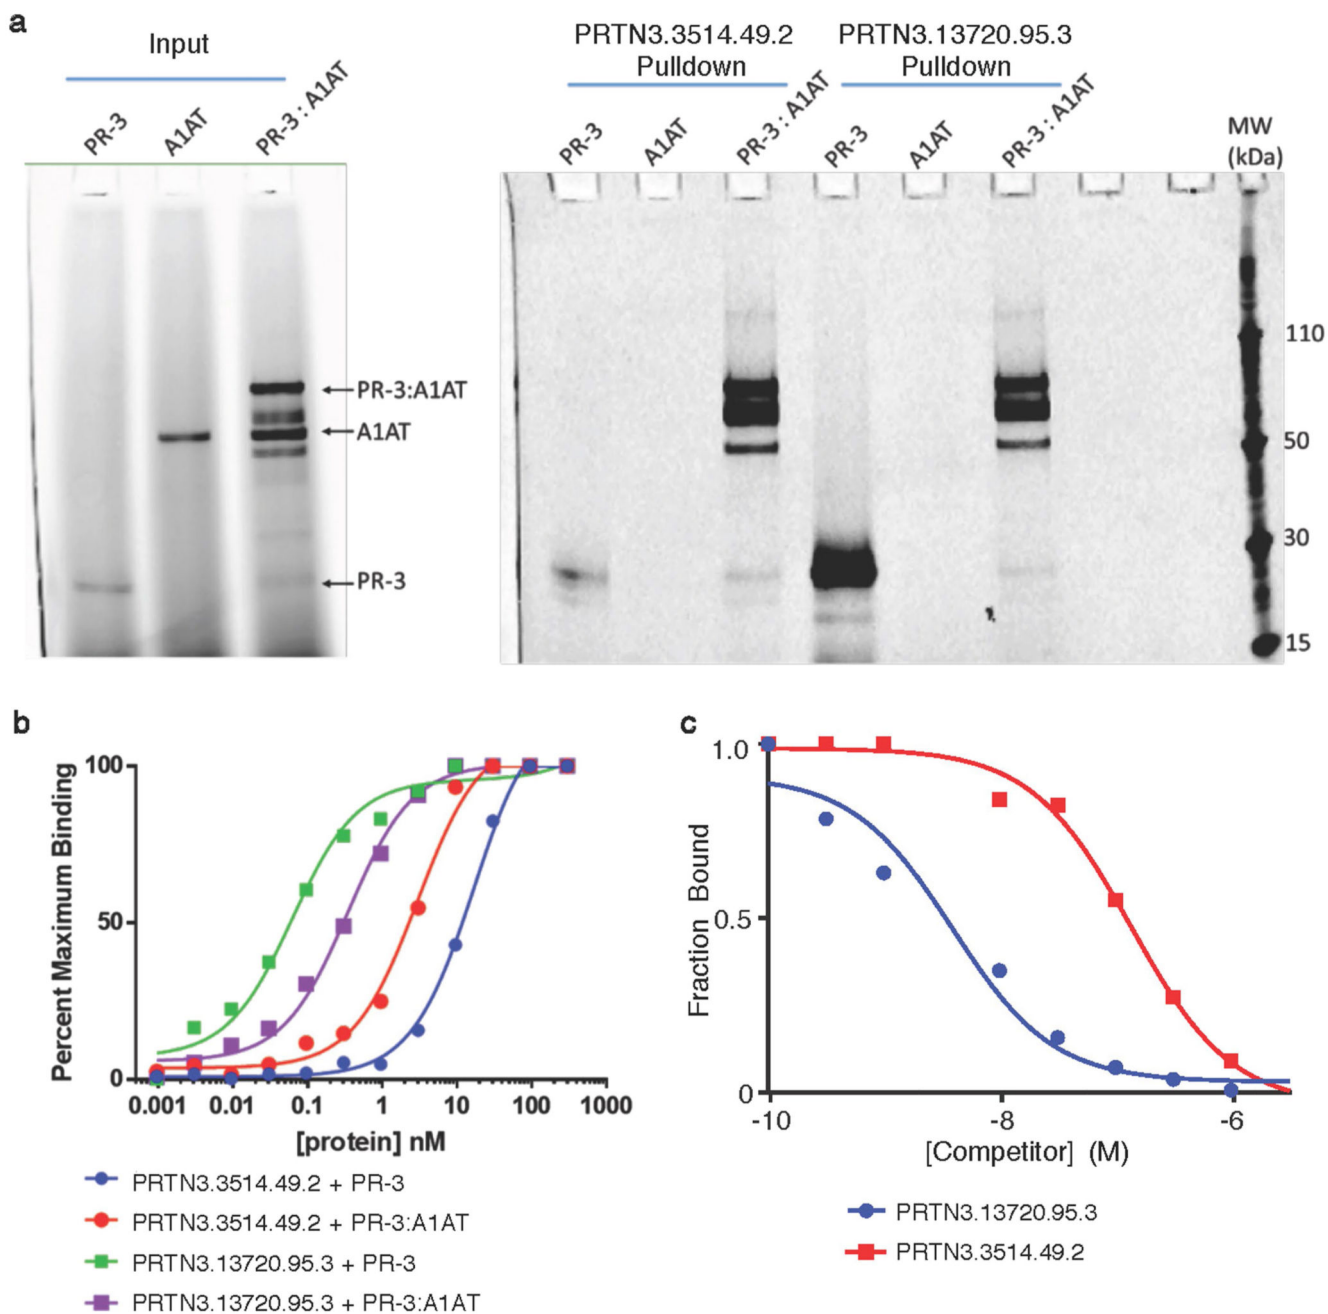 a
Input
PR-3
A1AT
PR-3 : A1AT
PR-3:A1AT
A1AT
PR-3
PRTN3.3514.49.2
Pulldown
PRTN3.13720.95.3
Pulldown
PR-3
A1AT
PR-3 : A1AT
PR-3
A1AT
PR-3 : A1AT
MW
(kDa)
110
50
30
15
b
Percent Maximum Binding
100
50
0
0.001 0.01 0.1 1 10 100 1000
[protein] nM
PRTN3.3514.49.2 + PR-3
PRTN3.3514.49.2 + PR-3:A1AT
PRTN3.13720.95.3 + PR-3
PRTN3.13720.95.3 + PR-3:A1AT
c
Fraction Bound
1.0
0.5
0
-10 -8 -6
[Competitor] (M)
PRTN3.13720.95.3
PRTN3.3514.49.2